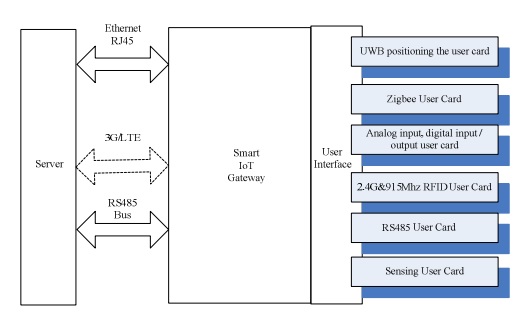 Ethernet
RJ45
3G/LTE
RS485
Bus
Server
Smart
IoT
Gateway
User
Interface
UWB positioning the user card
Zigbee User Card
Analog input, digital input /
output user card
2.4G&915Mhz RFID User Card
RS485 User Card
Sensing User Card